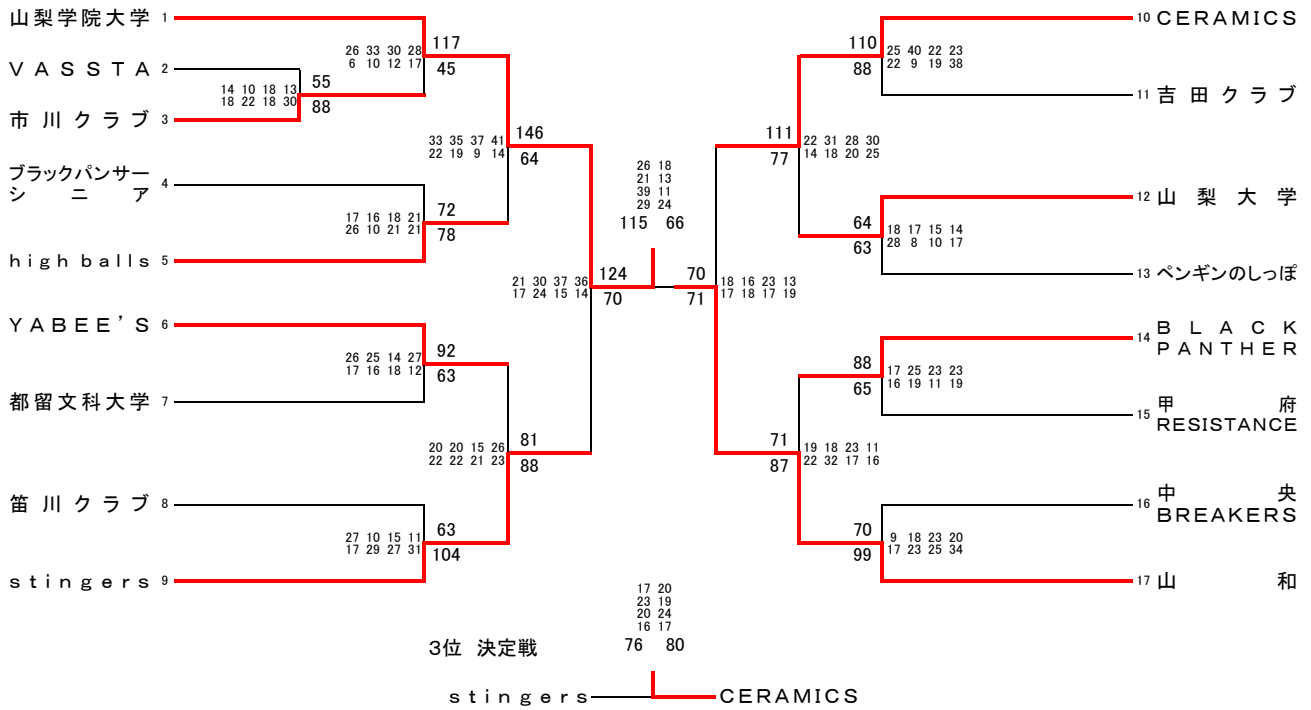 山梨学院大学 1
VASSTA 2
市川クラブ 3
ブラックパンサー
シニア 4
high balls 5
YABEE'S 6
都留文科大学 7
笛川クラブ 8
stingers 9
26 33 30 28
6 10 12 17
117
45
14 10 18 13
18 22 18 30
55
88
33 35 37 41
22 19 9 14
146
64
17 16 18 21
26 10 21 21
72
78
21 30 37 36
17 24 15 14
124
70
26 25 14 27
17 16 18 12
92
63
20 20 15 26
22 22 21 23
81
88
27 10 15 11
17 29 27 31
63
104
26 18
21 13
39 11
29 24
115 66
10 CERAMICS
11 吉田クラブ
12 山梨大学
13 ペンギンのしっぽ
14 BLACK
PANTHER
15 甲府
RESISTANCE
16 中央
BREAKERS
17 山和
110
88
25 40 22 23
22 9 19 38
111
77
22 31 28 30
14 18 20 25
64
63
18 17 15 14
28 8 10 17
70
71
18 16 23 13
17 18 17 19
88
65
17 25 23 23
16 19 11 19
71
87
19 18 23 11
22 32 17 16
70
99
9 18 23 20
17 23 25 34
17 20
23 19
20 24
16 17
3位 決定戦
76 80
stingers
CERAMICS